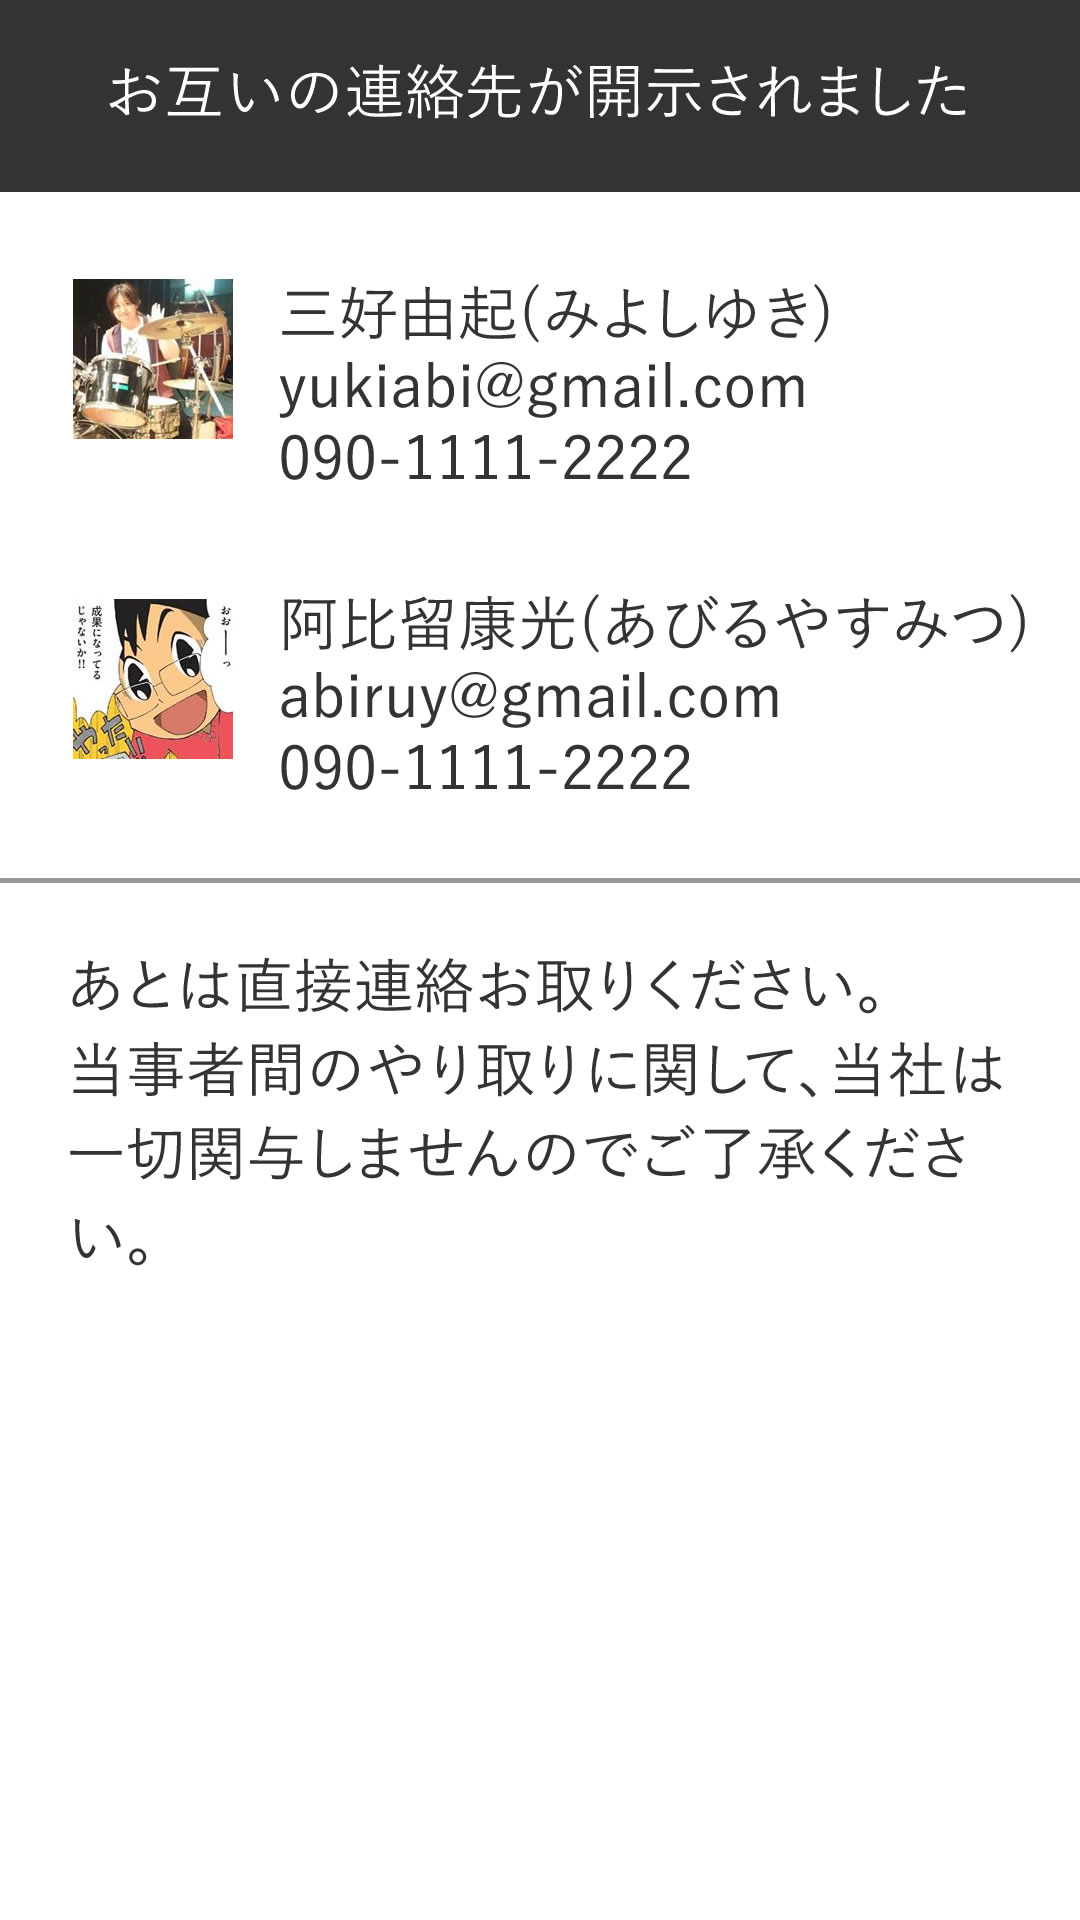 お互いの連絡先が開示されました
三好由起(みよしゆき)
yukiabi@gmail.com
090-1111-2222
おお――っ
成果になってる
じゃないか!!
やった
阿比留康光(あびるやすみつ)
abiruy@gmail.com
090-1111-2222
あとは直接連絡お取りください。
当事者間のやり取りに関して、当社は
一切関与しませんのでご了承くださ
い。